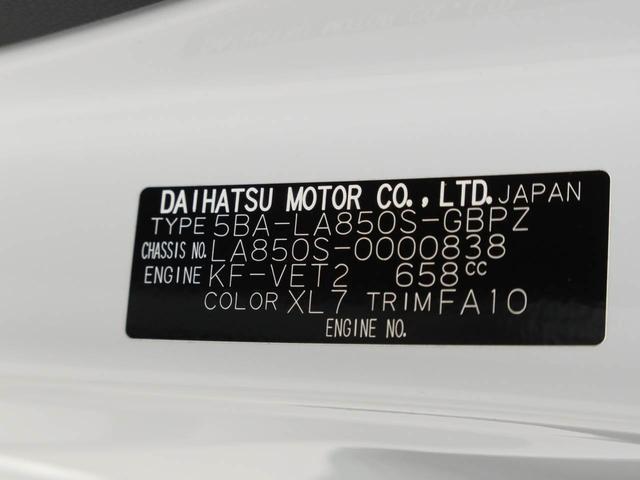 DAIHATSU MOTOR CO.,LTD. JAPAN
TYPE 5BA-LA850S-GBPZ
CHASSIS NO. LA850S-0000838
ENGINE KF-VET2 658cc
COLOR XL7 TRIM FA10
ENGINE NO.